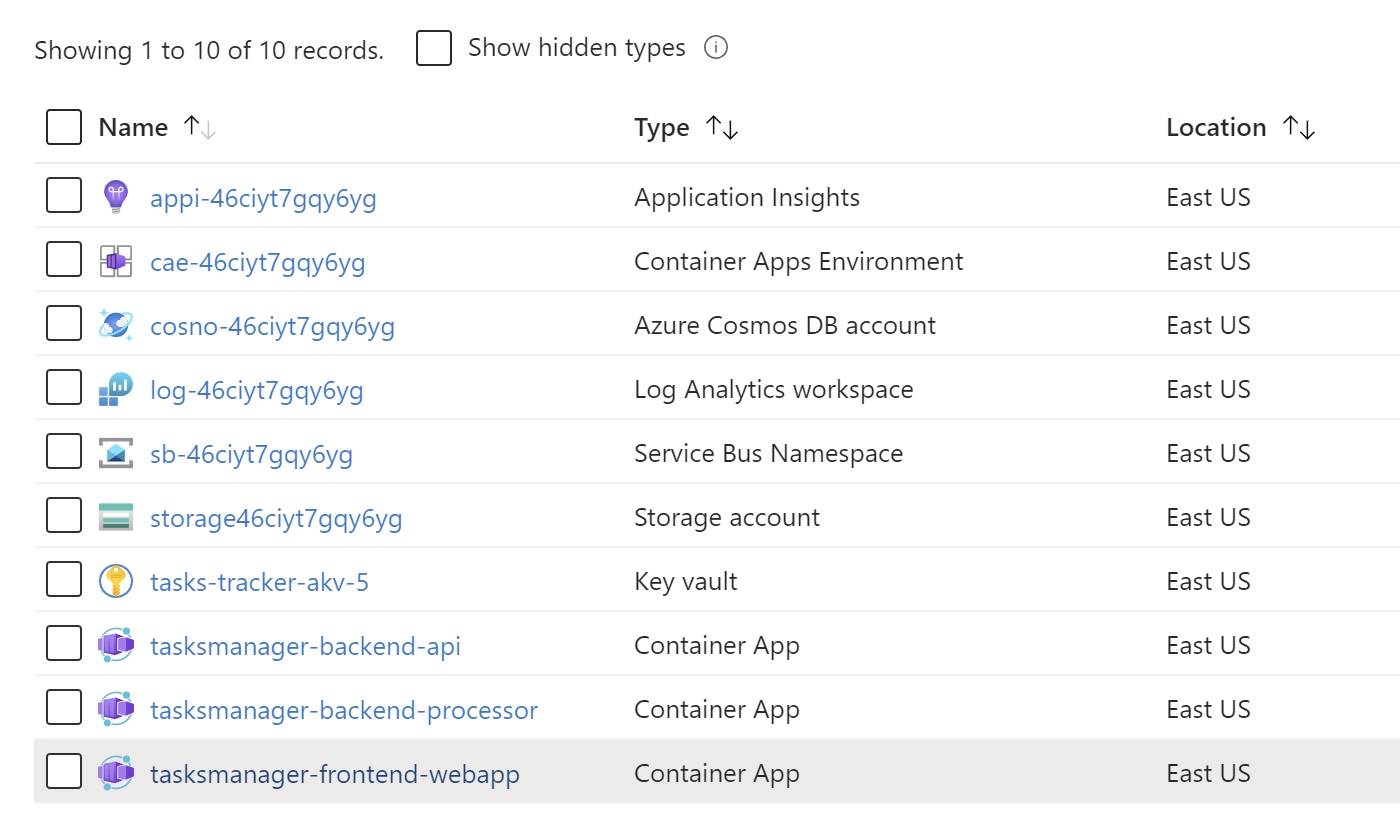 Showing 1 to 10 of 10 records. Show hidden types
Name Type Location
appi-46ciyt7gqy6yg Application Insights East US
cae-46ciyt7gqy6yg Container Apps Environment East US
cosno-46ciyt7gqy6yg Azure Cosmos DB account East US
log-46ciyt7gqy6yg Log Analytics workspace East US
sb-46ciyt7gqy6yg Service Bus Namespace East US
storage46ciyt7gqy6yg Storage account East US
tasks-tracker-akv-5 Key vault East US
tasksmanager-backend-api Container App East US
tasksmanager-backend-processor Container App East US
tasksmanager-frontend-webapp Container App East US